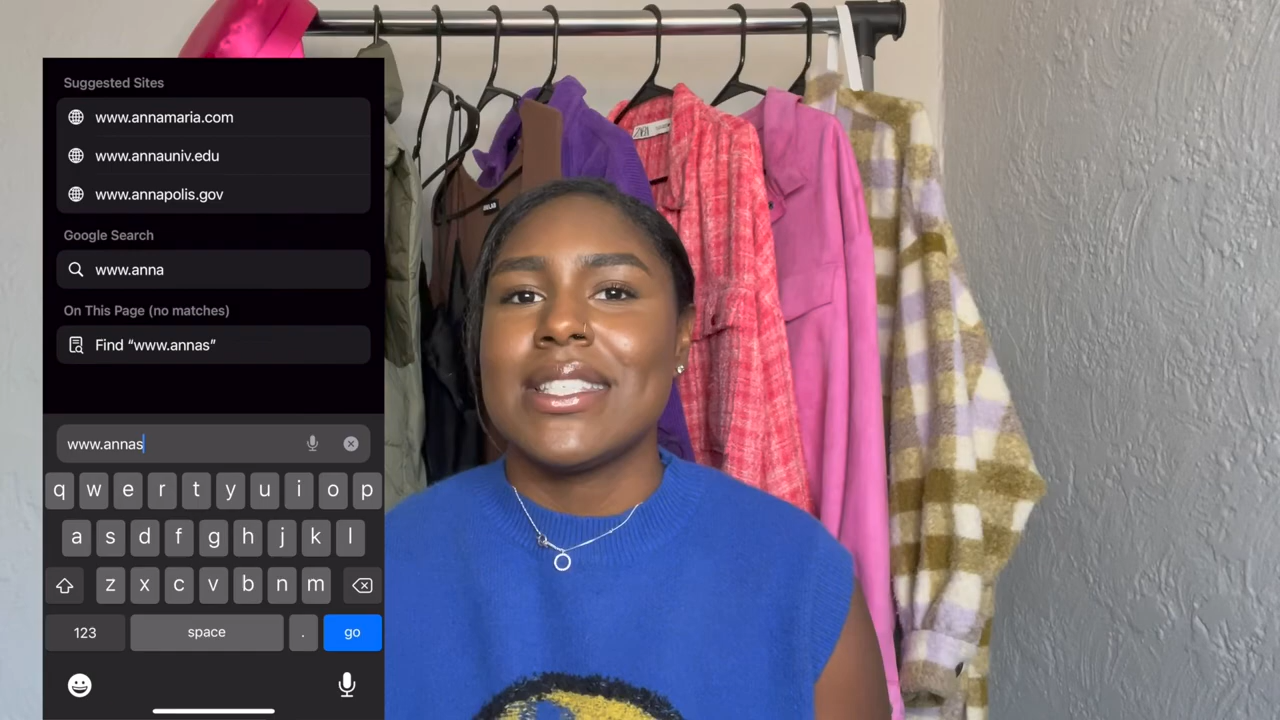 Suggested Sites
www.annamaria.com
www.annauniv.edu
www.annapolis.gov
Google Search
www.anna
On This Page (no matches)
Find “www.annas”
www.annas
q w e r t y u i o p
a s d f g h j k l
z x c v b n m
123 space . go